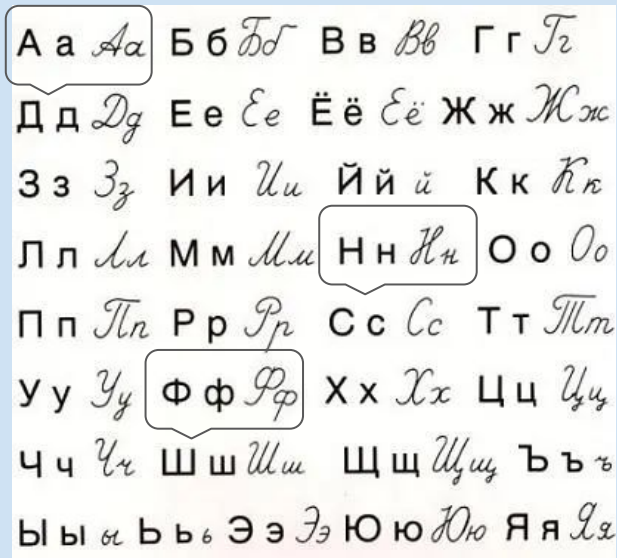 А а Аа Б б Бб В в Вв Г г Гг
Д д Дд Е е Ее Ё ё Её Ж ж Жж
З з Зз И и Ии Й й й К к Кк
Л л Лл М м Мм Н н Нн О о Оо
П п Пп Р р Рр С с Сс Т т Тт
У у Уу Ф ф Фф Х х Хх Ц ц Цц
Ч ч Чч Ш ш Шш Щ щ Щщ Ъ ъ ъ
Ы ы ы Ь ь ь Э э Ээ Ю ю Юю Я я Яя